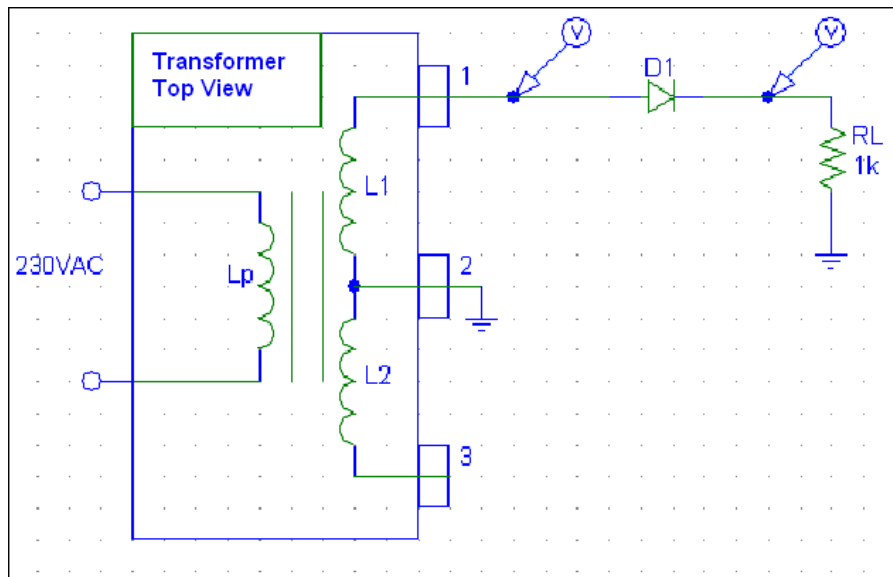 Transformer
Top View
1
V
D1
V
RL
1k
L1
230VAC
Lp
2
L2
3